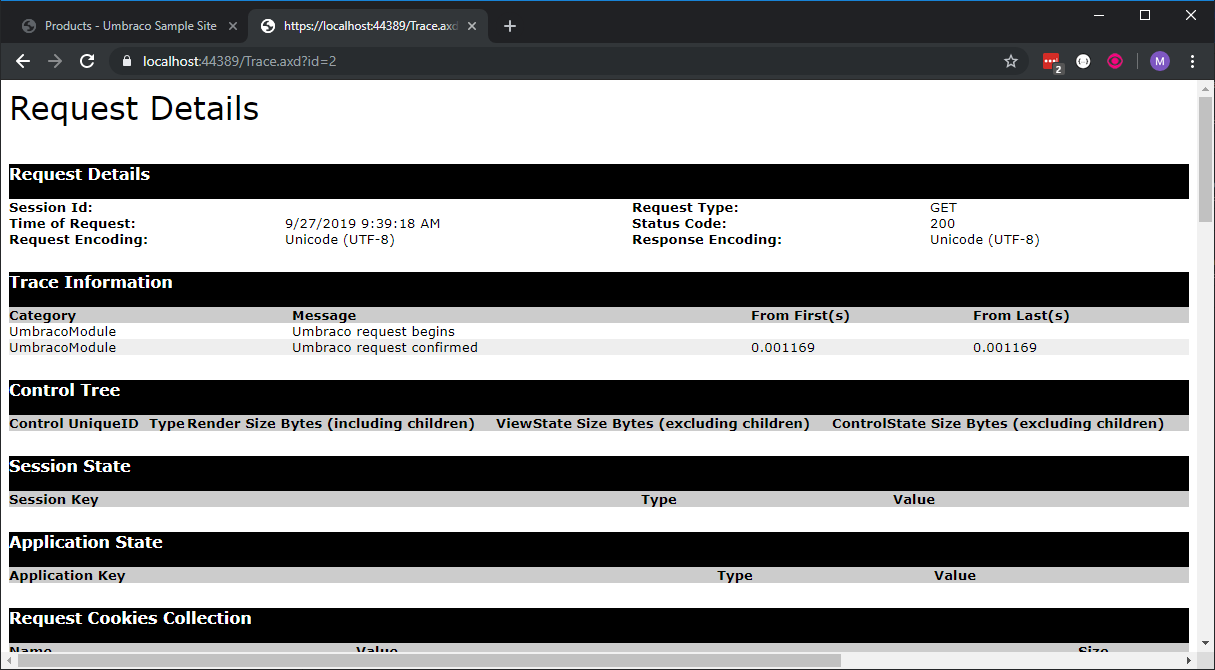 Products - Umbraco Sample Site
https://localhost:44389/Trace.axd
localhost:44389/Trace.axd?id=2
2
M
Request Details
Request Details
Session Id: Request Type: GET
Time of Request: 9/27/2019 9:39:18 AM Status Code: 200
Request Encoding: Unicode (UTF-8) Response Encoding: Unicode (UTF-8)
Trace Information
Category Message From First(s) From Last(s)
UmbracoModule Umbraco request begins
UmbracoModule Umbraco request confirmed 0.001169 0.001169
Control Tree
Control UniqueID Type Render Size Bytes (including children) ViewState Size Bytes (excluding children) ControlState Size Bytes (excluding children)
Session State
Session Key Type Value
Application State
Application Key Type Value
Request Cookies Collection
Name Value Size